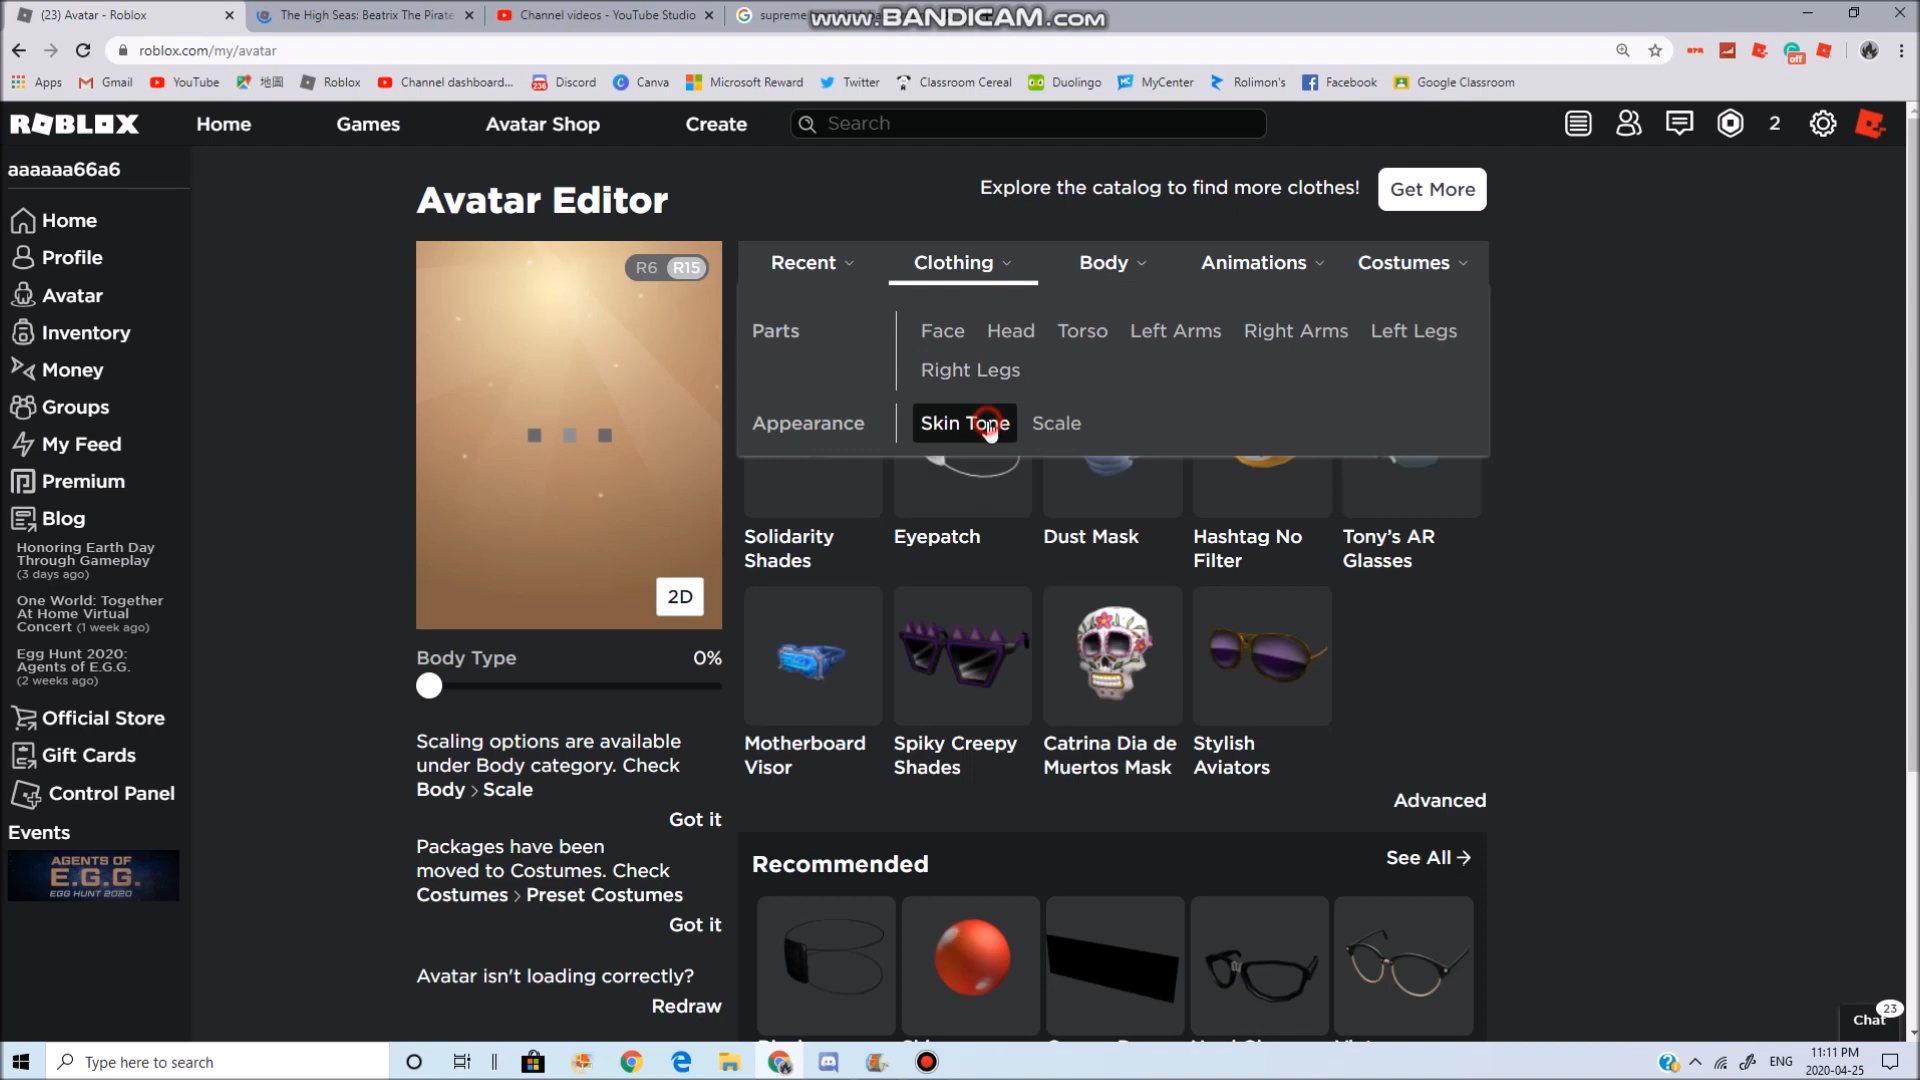 (23) Avatar - Roblox
The High Seas: Beatrix The Pirate
Channel videos - YouTube Studio
supreme
www.BANDICAM.com
roblox.com/my/avatar
Apps
Gmail
YouTube
地圖
Roblox
Channel dashboard...
236
Discord
Canva
Microsoft Reward
Twitter
Classroom Cereal
Duolingo
MyCenter
Rolimon's
Facebook
Google Classroom
off
ROBLOX
Home
Games
Avatar Shop
Create
Search
2
aaaaaa66a6
Home
Profile
Avatar
Inventory
Money
Groups
My Feed
Premium
Blog
Honoring Earth Day
Through Gameplay
(3 days ago)
One World: Together
At Home Virtual
Concert (1 week ago)
Egg Hunt 2020:
Agents of E.G.G.
(2 weeks ago)
Official Store
Gift Cards
Control Panel
Events
AGENTS OF
E.G.G.
EGG HUNT 2020
Avatar Editor
Explore the catalog to find more clothes!
Get More
R6 R15
2D
Body Type 0%
Scaling options are available
under Body category. Check
Body > Scale
Got it
Packages have been
moved to Costumes. Check
Costumes > Preset Costumes
Got it
Avatar isn't loading correctly?
Redraw
Recent
Clothing
Body
Animations
Costumes
Parts
Face Head Torso Left Arms Right Arms Left Legs
Right Legs
Appearance
Skin Tone Scale
Solidarity
Shades
Eyepatch
Dust Mask
Hashtag No
Filter
Tony's AR
Glasses
Motherboard
Visor
Spiky Creepy
Shades
Catrina Dia de
Muertos Mask
Stylish
Aviators
Advanced
Recommended
See All
Chat
23
Type here to search
ENG
11:11 PM
2020-04-25